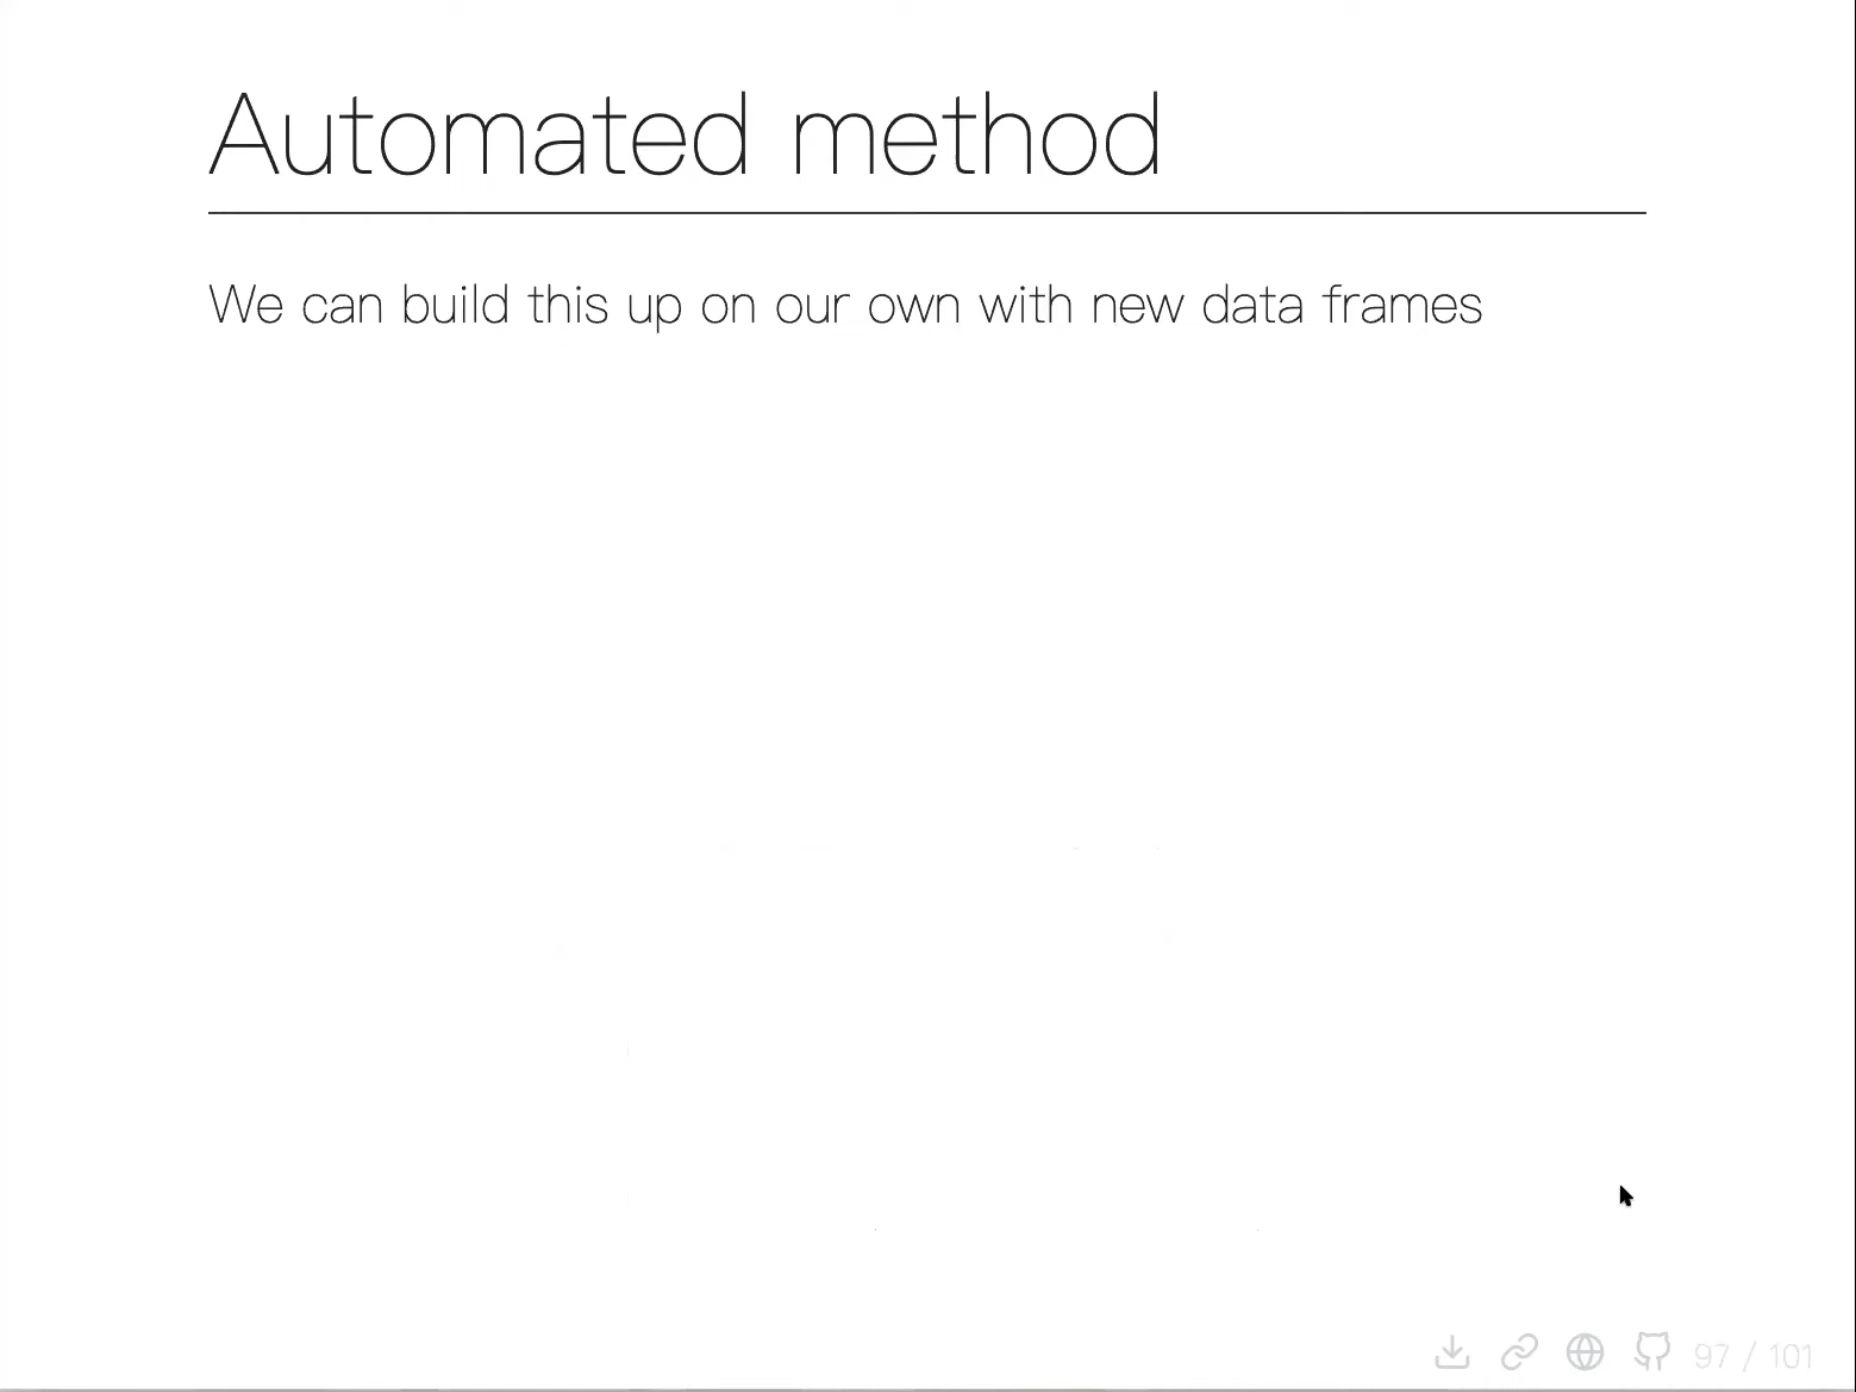 Automated method
We can build this up on our own with new data frames
97 / 101